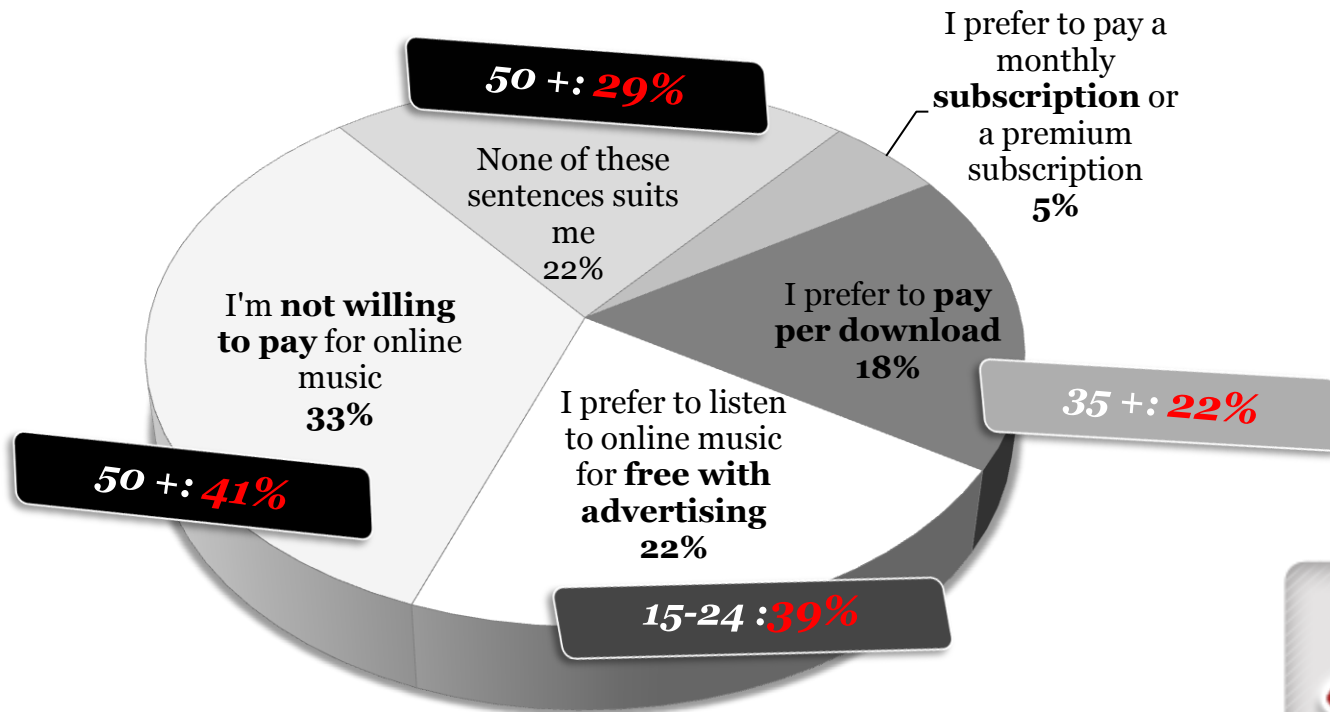 I prefer to pay a
monthly
subscription or
a premium
subscription
5%
50 +: 29%
None of these
sentences suits
me
22%
I prefer to pay
per download
18%
35 +: 22%
I'm not willing
to pay for online
music
33%
50 +: 41%
I prefer to listen
to online music
for free with
advertising
22%
15-24 :39%